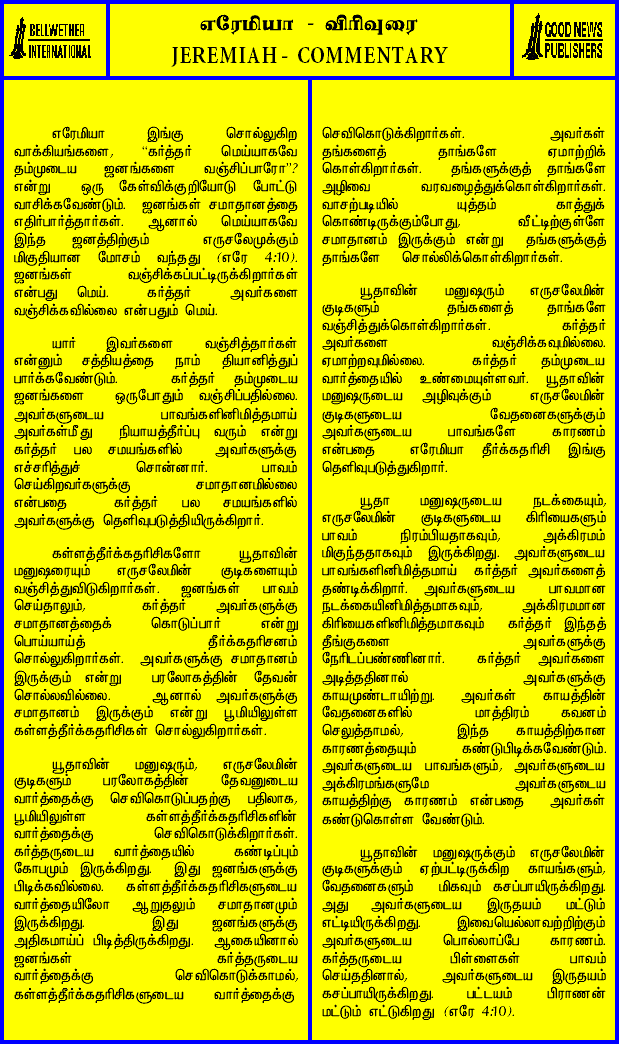 BELLWETHER
INTERNATIONAL
எரேமியா - விரிவுரை
JEREMIAH - COMMENTARY
GOOD NEWS
PUBLISHERS
எரேமியா இங்கு சொல்லுகிற
வாக்கியங்களை, “கர்த்தர் மெய்யாகவே
தம்முடைய ஜனங்களை வஞ்சிப்பாரோ”?
என்று ஒரு கேள்விக்குறியோடு போட்டு
வாசிக்கவேண்டும். ஜனங்கள் சமாதானத்தை
எதிர்பார்த்தார்கள். ஆனால் மெய்யாகவே
இந்த ஜனத்திற்கும் எருசலேமுக்கும்
மிகுதியான மோசம் வந்தது (எரே 4:10).
ஜனங்கள் வஞ்சிக்கப்பட்டிருக்கிறார்கள்
என்பது மெய். கர்த்தர் அவர்களை
வஞ்சிக்கவில்லை என்பதும் மெய்.
யார் இவர்களை வஞ்சித்தார்கள்
என்னும் சத்தியத்தை நாம் தியானித்துப்
பார்க்கவேண்டும். கர்த்தர் தம்முடைய
ஜனங்களை ஒருபோதும் வஞ்சிப்பதில்லை.
அவர்களுடைய பாவங்களினிமித்தமாய்
அவர்கள்மீது நியாயத்தீர்ப்பு வரும் என்று
கர்த்தர் பல சமயங்களில் அவர்களுக்கு
எச்சரித்துச் சொன்னார். பாவம்
செய்கிறவர்களுக்கு சமாதானமில்லை
என்பதை கர்த்தர் பல சமயங்களில்
அவர்களுக்கு தெளிவுபடுத்தியிருக்கிறார்.
கள்ளத்தீர்க்கதரிசிகளோ யூதாவின்
மனுஷரையும் எருசலேமின் குடிகளையும்
வஞ்சித்துவிடுகிறார்கள். ஜனங்கள் பாவம்
செய்தாலும், கர்த்தர் அவர்களுக்கு
சமாதானத்தைக் கொடுப்பார் என்று
பொய்யாய்த் தீர்க்கதரிசனம்
சொல்லுகிறார்கள். அவர்களுக்கு சமாதானம்
இருக்கும் என்று பரலோகத்தின் தேவன்
சொல்லவில்லை. ஆனால் அவர்களுக்கு
சமாதானம் இருக்கும் என்று பூமியிலுள்ள
கள்ளத்தீர்க்கதரிசிகள் சொல்லுகிறார்கள்.
யூதாவின் மனுஷரும், எருசலேமின்
குடிகளும் பரலோகத்தின் தேவனுடைய
வார்த்தைக்கு செவிகொடுப்பதற்கு பதிலாக,
பூமியிலுள்ள கள்ளத்தீர்க்கதரிசிகளின்
வார்த்தைக்கு செவிகொடுக்கிறார்கள்.
கர்த்தருடைய வார்த்தையில் கண்டிப்பும்
கோபமும் இருக்கிறது. இது ஜனங்களுக்கு
பிடிக்கவில்லை. கள்ளத்தீர்க்கதரிசிகளுடைய
வார்த்தையிலோ ஆறுதலும் சமாதானமும்
இருக்கிறது. இது ஜனங்களுக்கு
அதிகமாய்ப் பிடித்திருக்கிறது. ஆகையினால்
ஜனங்கள் கர்த்தருடைய
வார்த்தைக்கு செவிகொடுக்காமல்,
கள்ளத்தீர்க்கதரிசிகளுடைய வார்த்தைக்கு
செவிகொடுக்கிறார்கள். அவர்கள்
தங்களைத் தாங்களே ஏமாற்றிக்
கொள்கிறார்கள். தங்களுக்குத் தாங்களே
அழிவை வரவழைத்துக்கொள்கிறார்கள்.
வாசற்படியில் யுத்தம் காத்துக்
கொண்டிருக்கும்போது, வீட்டிற்குள்ளே
சமாதானம் இருக்கும் என்று தங்களுக்குத்
தாங்களே சொல்லிக்கொள்கிறார்கள்.
யூதாவின் மனுஷரும் எருசலேமின்
குடிகளும் தங்களைத் தாங்களே
வஞ்சித்துக்கொள்கிறார்கள். கர்த்தர்
அவர்களை வஞ்சிக்கவுமில்லை.
ஏமாற்றவுமில்லை. கர்த்தர் தம்முடைய
வார்த்தையில் உண்மையுள்ளவர். யூதாவின்
மனுஷருடைய அழிவுக்கும் எருசலேமின்
குடிகளுடைய வேதனைகளுக்கும்
அவர்களுடைய பாவங்களே காரணம்
என்பதை எரேமியா தீர்க்கதரிசி இங்கு
தெளிவுபடுத்துகிறார்.
யூதா மனுஷருடைய நடக்கையும்,
எருசலேமின் குடிகளுடைய கிரியைகளும்
பாவம் நிரம்பியதாகவும், அக்கிரமம்
மிகுந்ததாகவும் இருக்கிறது. அவர்களுடைய
பாவங்களினிமித்தமாய் கர்த்தர் அவர்களைத்
தண்டிக்கிறார். அவர்களுடைய பாவமான
நடக்கையினிமித்தமாகவும், அக்கிரமமான
கிரியைகளினிமித்தமாகவும் கர்த்தர் இந்தத்
தீங்குகளை அவர்களுக்கு
நேரிடப்பண்ணினார். கர்த்தர் அவர்களை
அடித்ததினால் அவர்களுக்கு
காயமுண்டாயிற்று. அவர்கள் காயத்தின்
வேதனைகளில் மாத்திரம் கவனம்
செலுத்தாமல், இந்த காயத்திற்கான
காரணத்தையும் கண்டுபிடிக்கவேண்டும்.
அவர்களுடைய பாவங்களும், அவர்களுடைய
அக்கிரமங்களுமே அவர்களுடைய
காயத்திற்கு காரணம் என்பதை அவர்கள்
கண்டுகொள்ள வேண்டும்.
யூதாவின் மனுஷருக்கும் எருசலேமின்
குடிகளுக்கும் ஏற்பட்டிருக்கிற காயங்களும்,
வேதனைகளும் மிகவும் கசப்பாயிருக்கிறது.
அது அவர்களுடைய இருதயம் மட்டும்
எட்டியிருக்கிறது. இவையெல்லாவற்றிற்கும்
அவர்களுடைய பொல்லாப்பே காரணம்.
கர்த்தருடைய பிள்ளைகள் பாவம்
செய்ததினால், அவர்களுடைய இருதயம்
கசப்பாயிருக்கிறது. பட்டயம் பிராணன்
மட்டும் எட்டுகிறது (எரே 4:10).